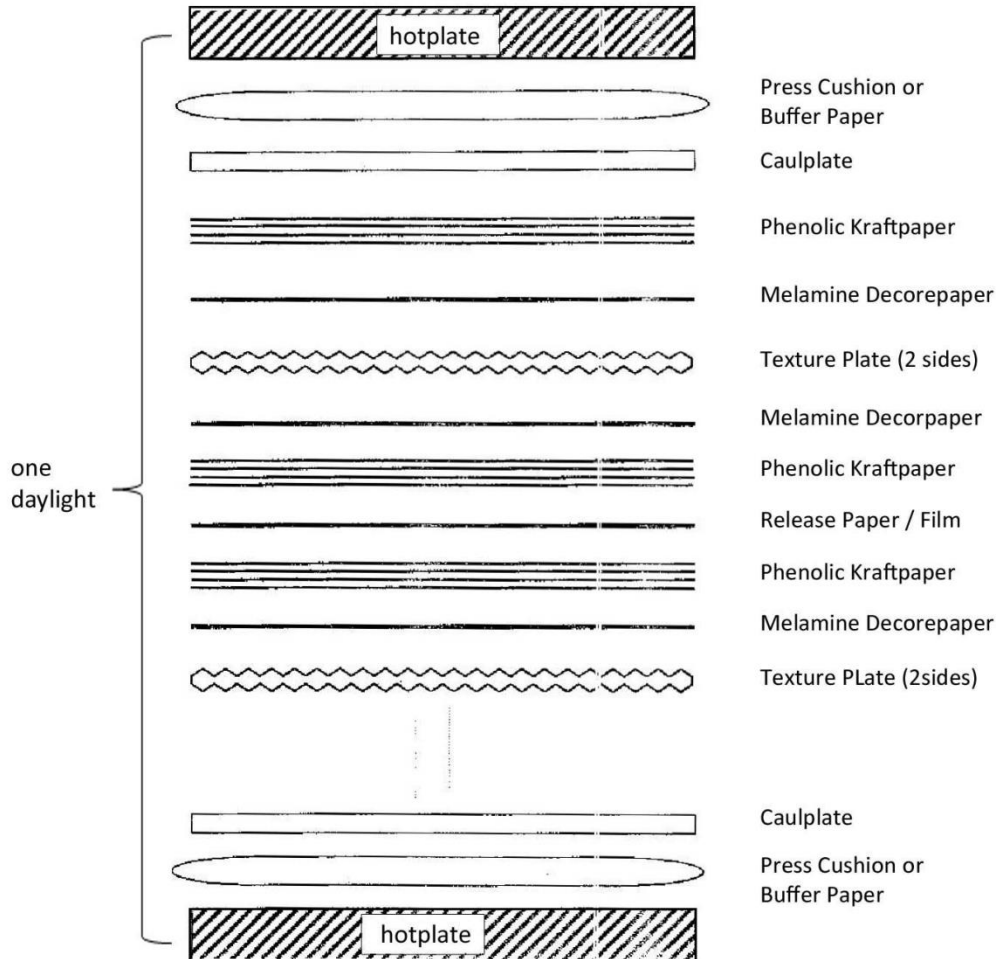 hotplate
Press Cushion or
Buffer Paper
Caulplate
Phenolic Kraftpaper
Melamine Decorepaper
Texture Plate (2 sides)
Melamine Decorpaper
one
daylight
Phenolic Kraftpaper
Release Paper / Film
Phenolic Kraftpaper
Melamine Decorepaper
Texture PLate (2sides)
Caulplate
Press Cushion or
Buffer Paper
hotplate